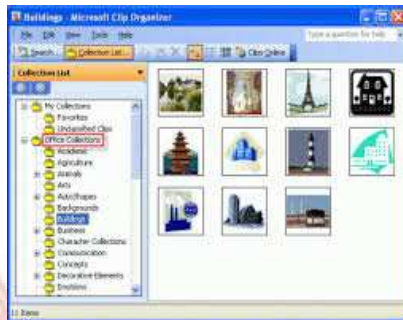 Buildings - Microsoft Clip Organizer
File Edit View Tools Help
Type a question for help
Search... Collection List... Clips Online
Collection List
My Collections
Favorites
Unclassified Clips
Office Collections
Academic
Agriculture
Animals
Arts
AutoShapes
Backgrounds
Buildings
Business
Character Collections
Communication
Concepts
Decorative Elements
Emotions
11 Items